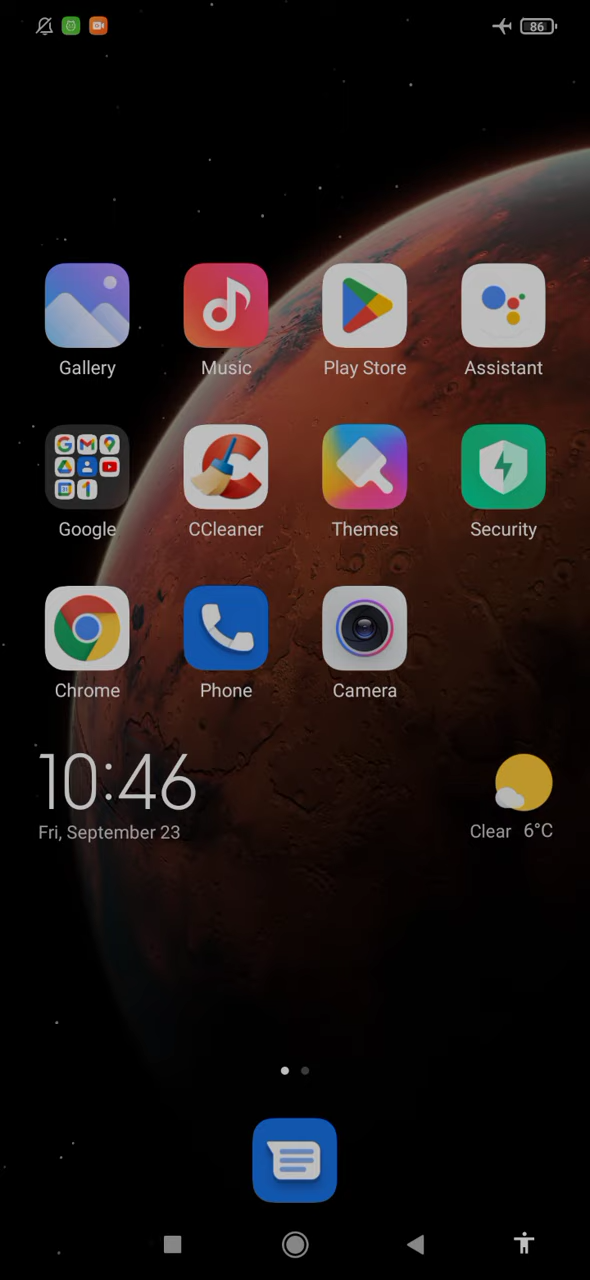 86
Gallery
Music
Play Store
Assistant
Google
CCleaner
Themes
Security
Chrome
Phone
Camera
10:46
Fri, September 23
Clear 6°C